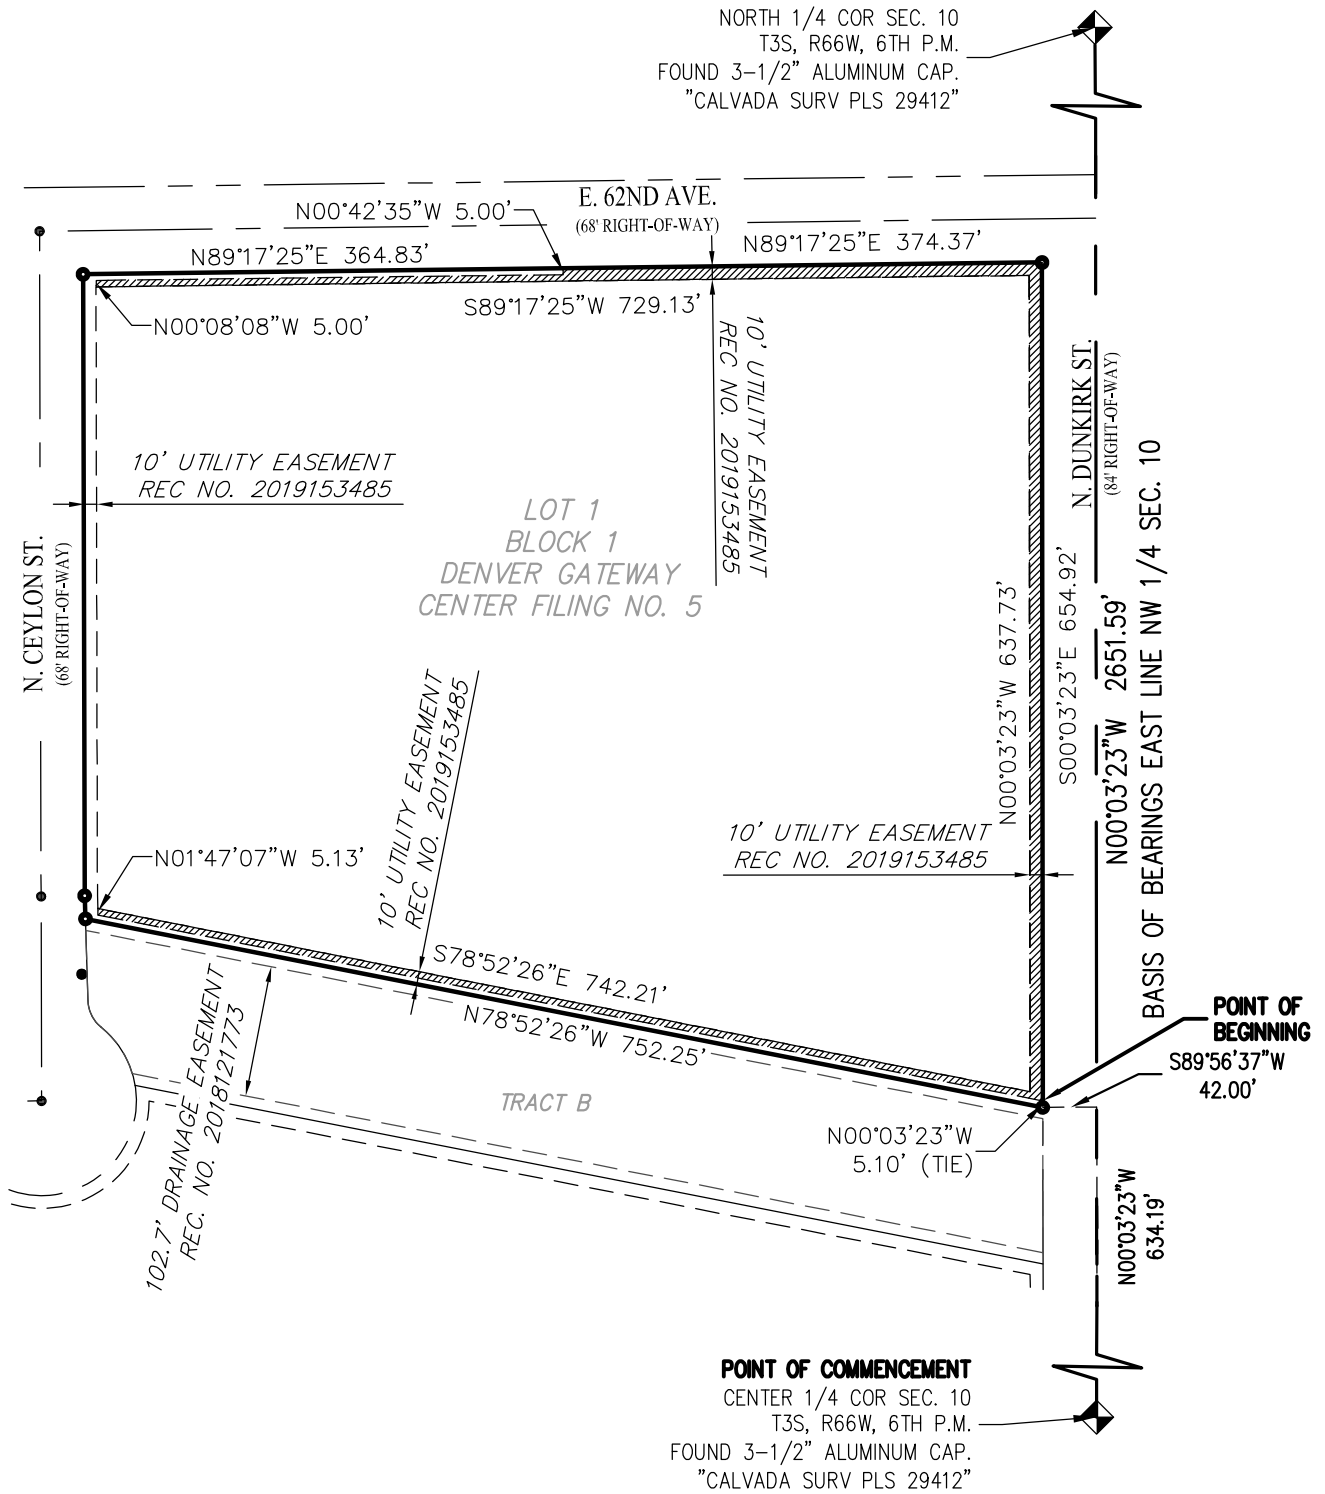 NORTH 1/4 COR SEC. 10
T3S, R66W, 6TH P.M.
FOUND 3-1/2" ALUMINUM CAP.
"CALVADA SURV PLS 29412"
E. 62ND AVE.
(68' RIGHT-OF-WAY)
N00°42'35"W 5.00'
N89°17'25"E 364.83'
N89°17'25"E 374.37'
S89°17'25"W 729.13'
N00°08'08"W 5.00'
10' UTILITY EASEMENT
REC NO. 2019153485
10' UTILITY EASEMENT
REC NO. 2019153485
LOT 1
BLOCK 1
DENVER GATEWAY
CENTER FILING NO. 5
N. CEYLON ST.
(68' RIGHT-OF-WAY)
N. DUNKIRK ST.
(84' RIGHT-OF-WAY)
N00°03'23"W 637.73'
S00°03'23"E 654.92'
N00°03'23"W 2651.59'
BASIS OF BEARINGS EAST LINE NW 1/4 SEC. 10
10' UTILITY EASEMENT
REC NO. 2019153485
10' UTILITY EASEMENT
REC NO. 2019153485
N01°47'07"W 5.13'
S78°52'26"E 742.21'
N78°52'26"W 752.25'
102.7' DRAINAGE EASEMENT
REC. NO. 2018121773
TRACT B
POINT OF
BEGINNING
S89°56'37"W
42.00'
N00°03'23"W
5.10' (TIE)
N00°03'23"W
634.19'
POINT OF COMMENCEMENT
CENTER 1/4 COR SEC. 10
T3S, R66W, 6TH P.M.
FOUND 3-1/2" ALUMINUM CAP.
"CALVADA SURV PLS 29412"